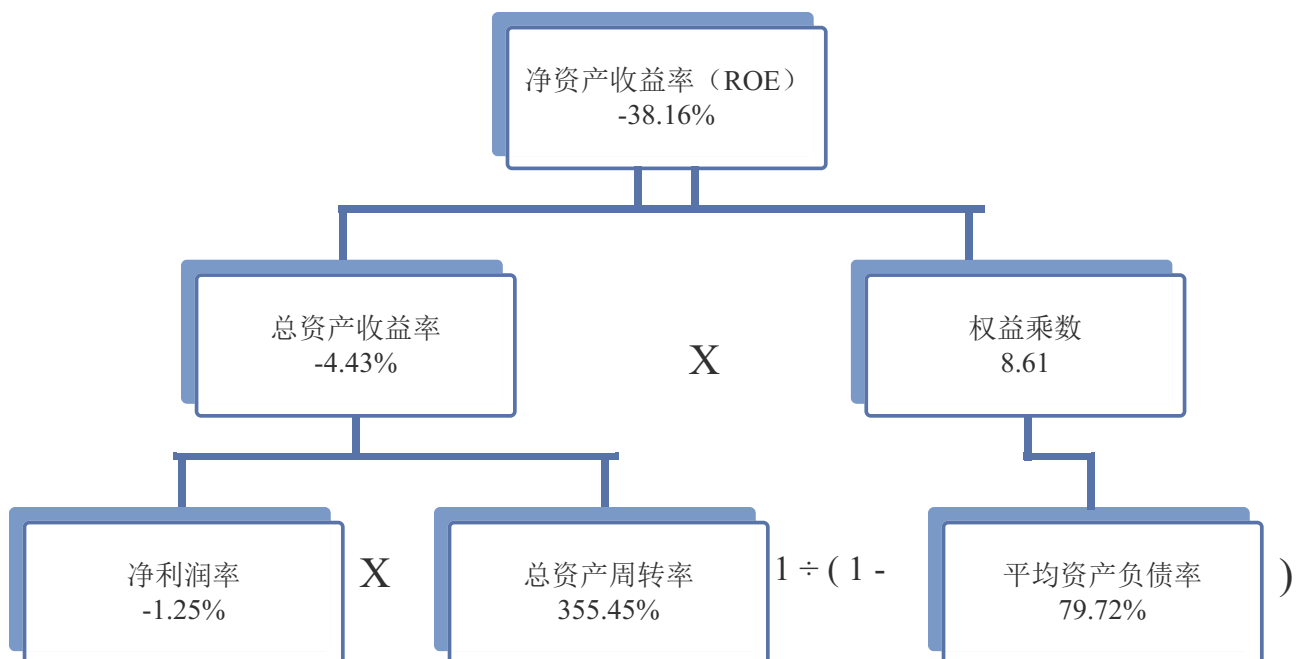 净资产收益率（ROE）
-38.16%
总资产收益率
-4.43%
X
权益乘数
8.61
净利润率
-1.25%
X
总资产周转率
355.45%
1 ÷ ( 1 -
平均资产负债率
79.72%
)